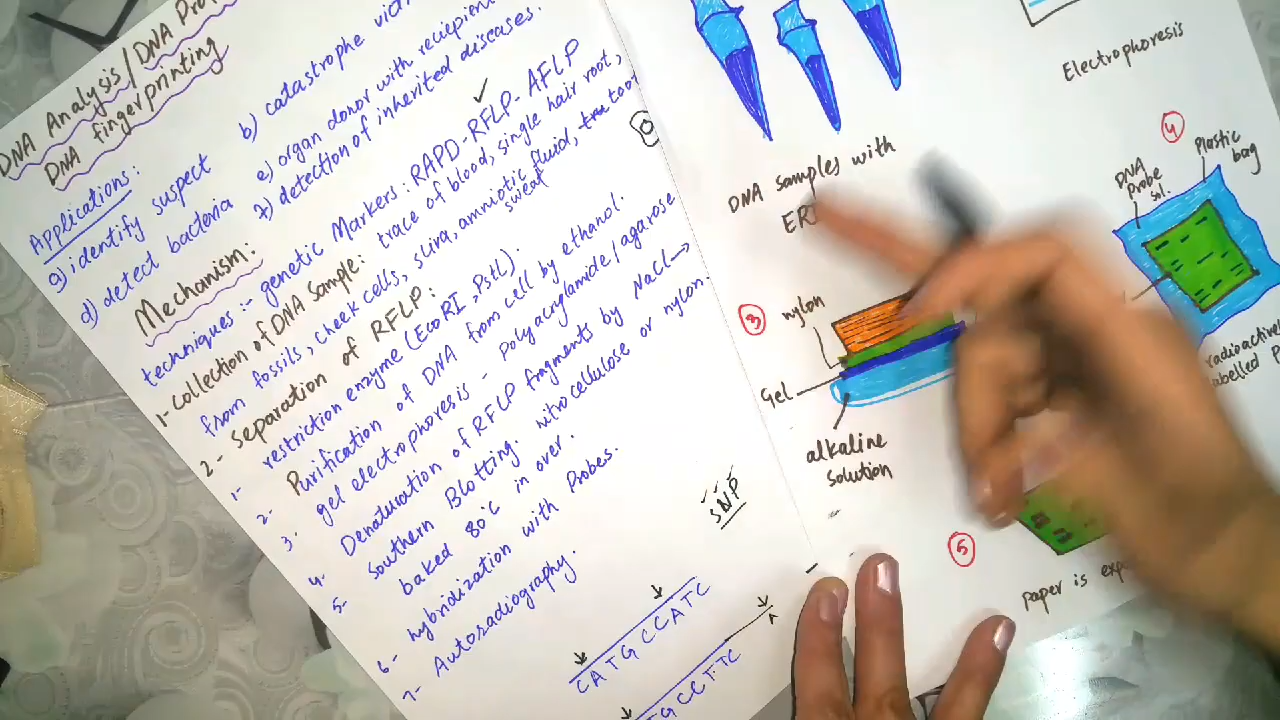 DNA Analysis/DNA
DNA fingerprinting
Applications:
a) identify suspect
b) catastrophe
d) detect bacteria
e) organ donor with reciepient
7) detection of inherited diseases.
Mechanism:
techniques :- genetic Markers : RAPD-RFLP-AFLP
1- Collection of DNA Sample: trace of blood, single hair root,
from fossils, cheek cells, slira, amniotic fluid,
sweat
2- Separation of RFLP:
1- restriction enzyme (EcoRI, PstI).
2- Purification of DNA from cell by ethanol.
3- gel electrophoresis - polyacrylamide/agarose
4- Denaturation of RFLP fragments by NaCl→
5- Southern Blotting. nitrocellulose or nylon.
baked 80°C in over.
6- hybridization with Probes.
7- Autoradiography.
SNP
CATGCCATC
GCCTTC
A
DNA samples with
Electrophoresis
3
nylon
Gel
alkaline
solution
4
Plastic
bag
DNA
Probe
sol.
radioactive
labelled
5
paper is